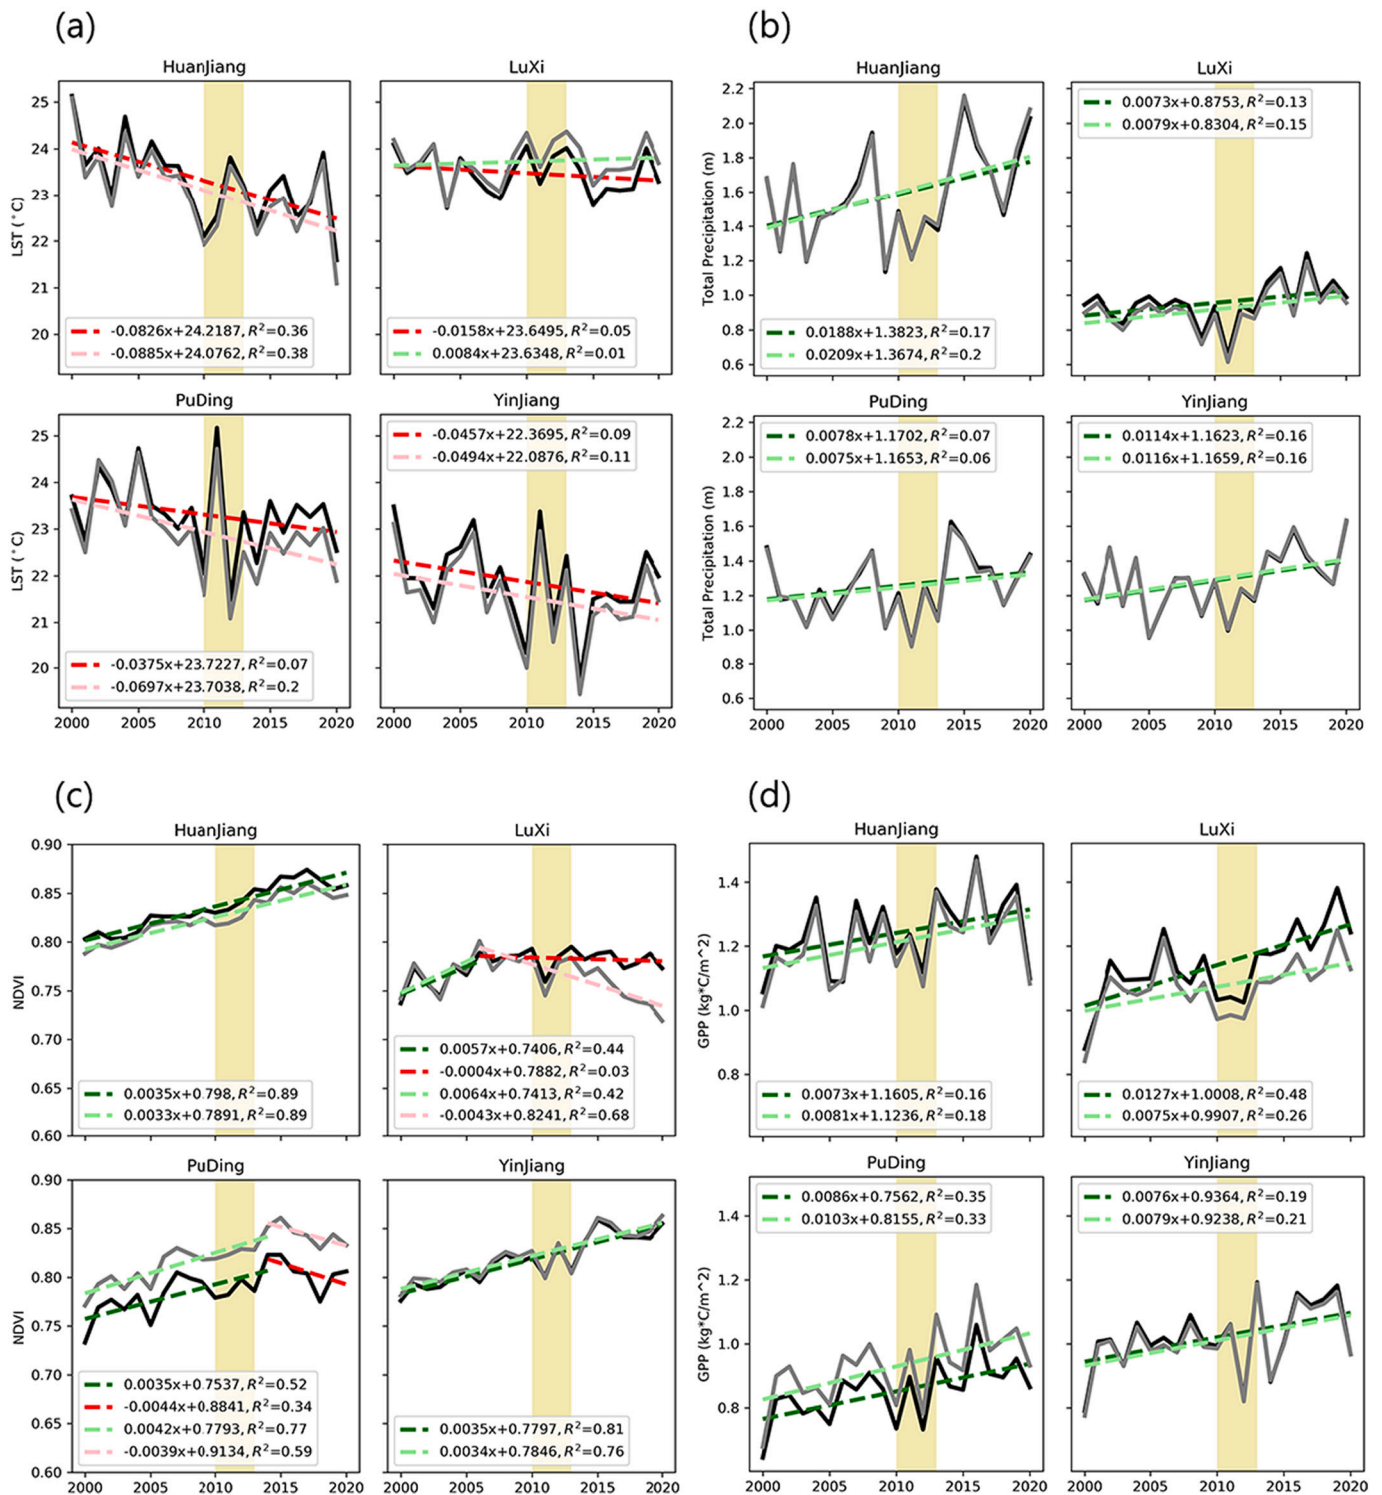 (a)
HuanJiang
LuXi
25
24
23
22
21
20
LST (°C)
-0.0826x+24.2187, R²=0.36
-0.0885x+24.0762, R²=0.38
-0.0158x+23.6495, R²=0.05
0.0084x+23.6348, R²=0.01
PuDing
YinJiang
25
24
23
22
21
20
LST (°C)
-0.0375x+23.7227, R²=0.07
-0.0697x+23.7038, R²=0.2
-0.0457x+22.3695, R²=0.09
-0.0494x+22.0876, R²=0.11
2000 2005 2010 2015 2020
2000 2005 2010 2015 2020
(b)
HuanJiang
LuXi
2.2
2.0
1.8
1.6
1.4
1.2
1.0
0.8
0.6
Total Precipitation (m)
0.0188x+1.3823, R²=0.17
0.0209x+1.3674, R²=0.2
0.0073x+0.8753, R²=0.13
0.0079x+0.8304, R²=0.15
PuDing
YinJiang
2.2
2.0
1.8
1.6
1.4
1.2
1.0
0.8
0.6
Total Precipitation (m)
0.0078x+1.1702, R²=0.07
0.0075x+1.1653, R²=0.06
0.0114x+1.1623, R²=0.16
0.0116x+1.1659, R²=0.16
2000 2005 2010 2015 2020
2000 2005 2010 2015 2020
(c)
HuanJiang
LuXi
0.90
0.85
0.80
0.75
0.70
0.65
0.60
NDVI
0.0035x+0.798, R²=0.89
0.0033x+0.7891, R²=0.89
0.0057x+0.7406, R²=0.44
-0.0004x+0.7882, R²=0.03
0.0064x+0.7413, R²=0.42
-0.0043x+0.8241, R²=0.68
PuDing
YinJiang
0.90
0.85
0.80
0.75
0.70
0.65
0.60
NDVI
0.0035x+0.7537, R²=0.52
-0.0044x+0.8841, R²=0.34
0.0042x+0.7793, R²=0.77
-0.0039x+0.9134, R²=0.59
0.0035x+0.7797, R²=0.81
0.0034x+0.7846, R²=0.76
2000 2005 2010 2015 2020
2000 2005 2010 2015 2020
(d)
HuanJiang
LuXi
1.4
1.2
1.0
0.8
GPP (kg*C/m^2)
0.0073x+1.1605, R²=0.16
0.0081x+1.1236, R²=0.18
0.0127x+1.0008, R²=0.48
0.0075x+0.9907, R²=0.26
PuDing
YinJiang
1.4
1.2
1.0
0.8
GPP (kg*C/m^2)
0.0086x+0.7562, R²=0.35
0.0103x+0.8155, R²=0.33
0.0076x+0.9364, R²=0.19
0.0079x+0.9238, R²=0.21
2000 2005 2010 2015 2020
2000 2005 2010 2015 2020